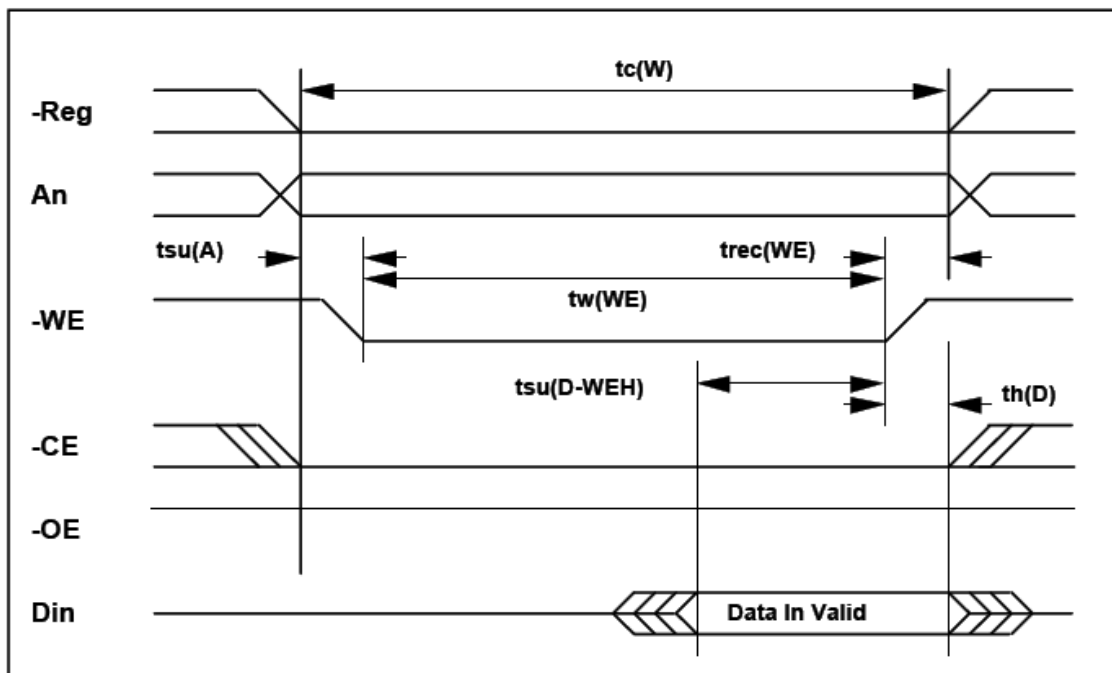 tc(W)
-Reg
An
tsu(A)
trec(WE)
tw(WE)
-WE
tsu(D-WEH)
th(D)
-CE
-OE
Din
Data In Valid